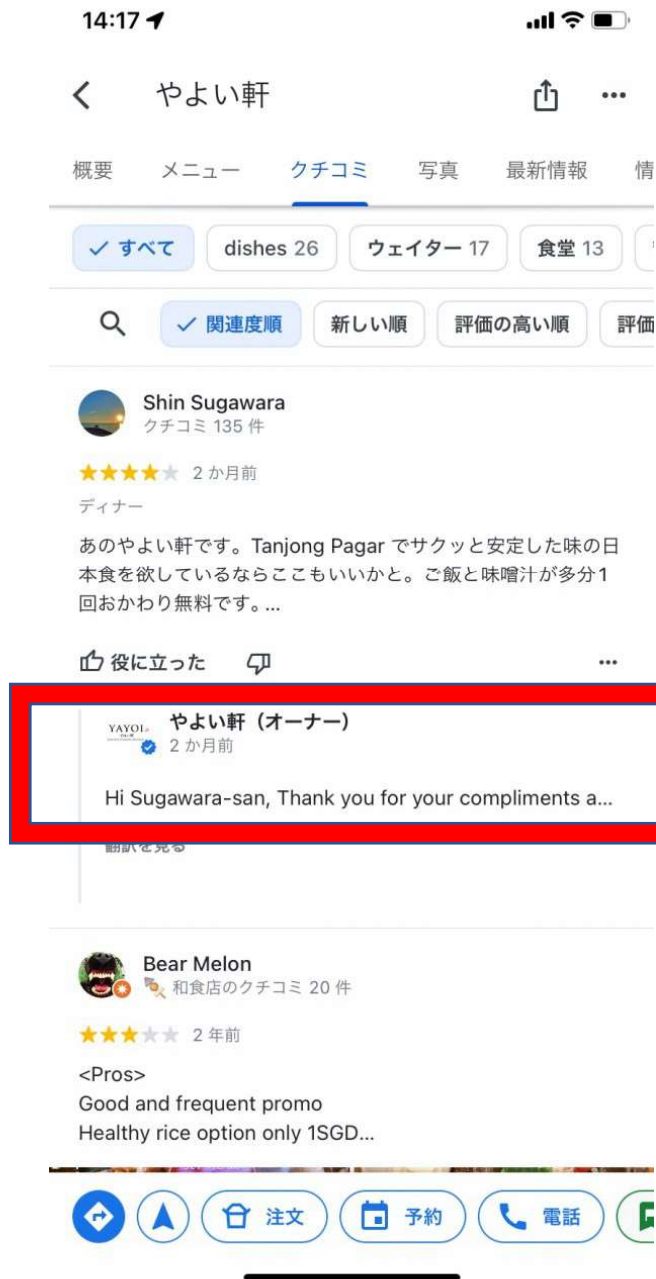 14:17
やよい軒
概要 メニュー クチコミ 写真 最新情報 情
すべて dishes 26 ウェイター 17 食堂 13
関連度順 新しい順 評価の高い順 評価
Shin Sugawara
クチコミ 135 件
2 か月前
ディナー
あのやよい軒です。Tanjong Pagar でサクッと安定した味の日
本食を欲しているならここもいいかと。ご飯と味噌汁が多分1
回おかわり無料です。...
役に立った
YAYOI
やよい軒（オーナー）
2 か月前
Hi Sugawara-san, Thank you for your compliments a...
翻訳を見る
Bear Melon
和食店のクチコミ 20 件
2 年前
<Pros>
Good and frequent promo
Healthy rice option only 1SGD...
注文 予約 電話